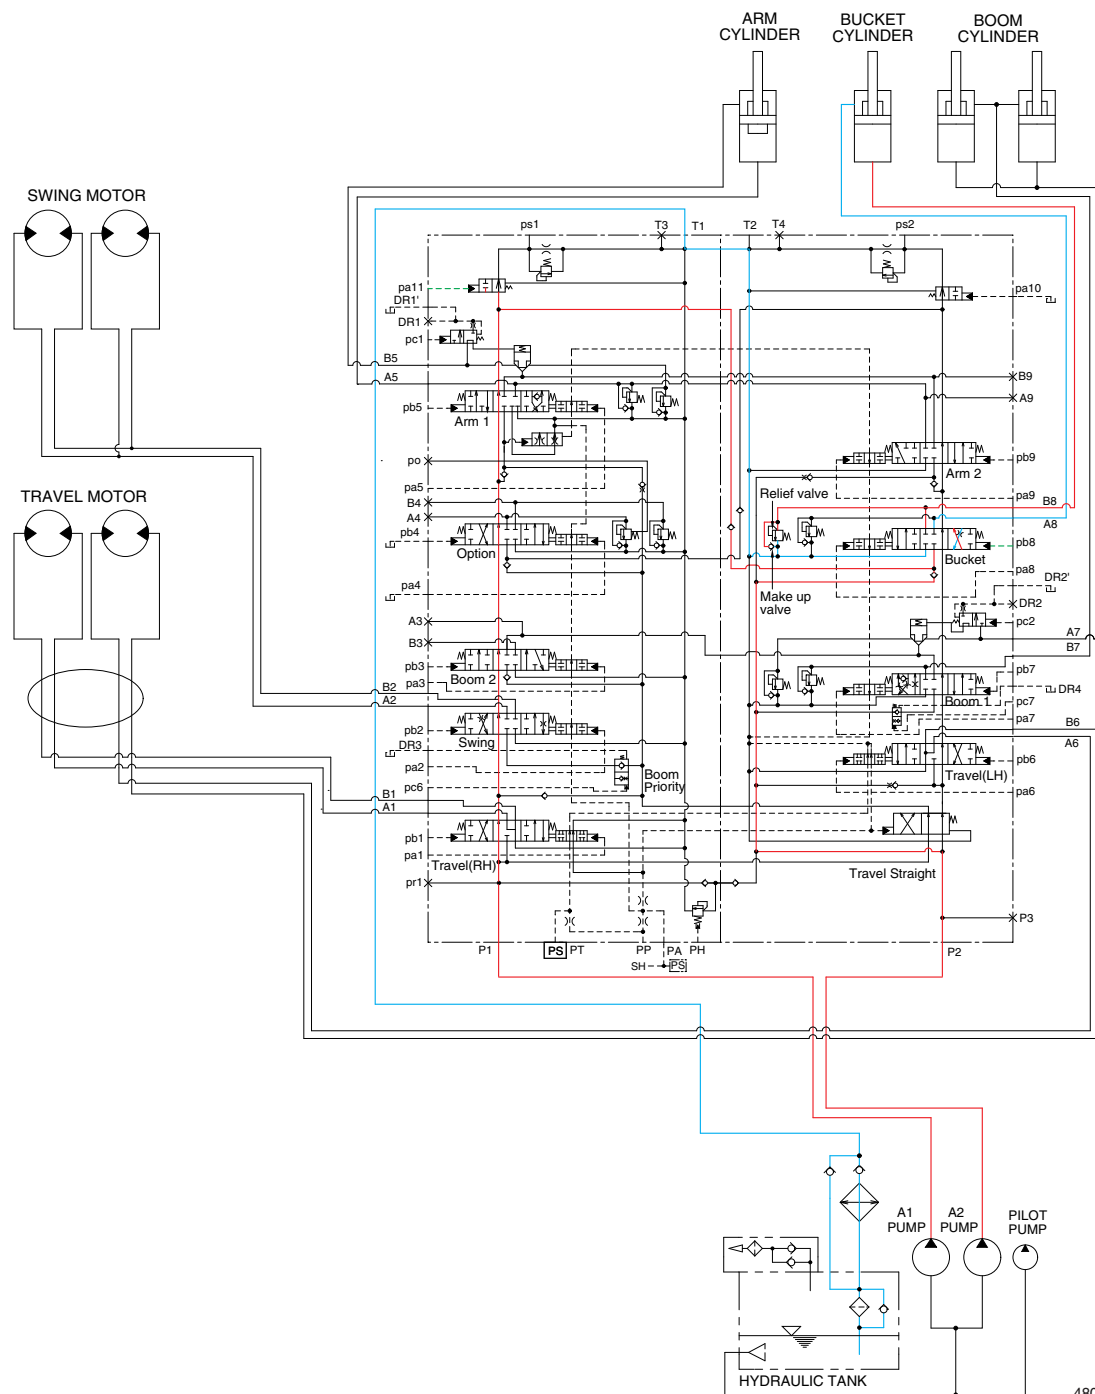 ARM
CYLINDER
BUCKET
CYLINDER
BOOM
CYLINDER
SWING MOTOR
TRAVEL MOTOR
ps1
T3
T1
T2
T4
ps2
pa11
pa10
DR1'
DR1
pc1
B5
A5
B9
A9
pb5
Arm 1
po
pa5
pb9
Arm 2
pa9
B4
A4
pb4
Option
Relief valve
B8
A8
pb8
Bucket
pa8
DR2'
pa4
Make up
valve
DR2
pc2
A3
B3
A7
B7
pb3
pa3
Boom 2
pb7
DR4
Boom 1
pc7
pa7
B2
A2
B6
A6
pb2
Swing
DR3
pa2
pc6
Boom
Priority
pb6
Travel(LH)
pa6
B1
A1
pb1
pa1
Travel(RH)
Travel Straight
pr1
P3
P1
PS
PT
PP
PA
PH
P2
SH
PS
A1
PUMP
A2
PUMP
PILOT
PUMP
HYDRAULIC TANK